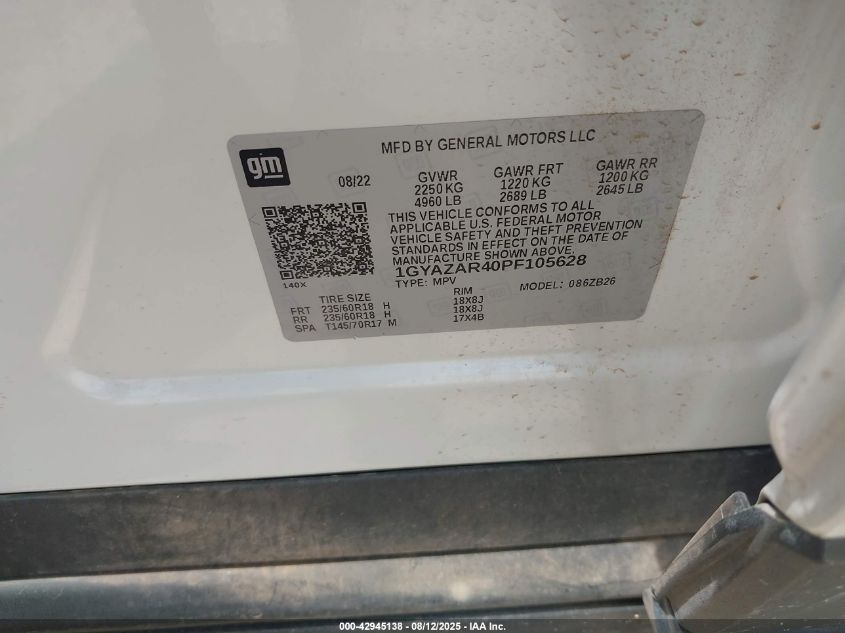 MFD BY GENERAL MOTORS LLC
gm
08/22
GVWR GAWR FRT GAWR RR
2250 KG 1220 KG 1200 KG
4960 LB 2689 LB 2645 LB
THIS VEHICLE CONFORMS TO ALL
APPLICABLE U.S. FEDERAL MOTOR
VEHICLE SAFETY AND THEFT PREVENTION
STANDARDS IN EFFECT ON THE DATE OF
MANUFACTURE SHOWN ABOVE.
1GYAZAR40PF105628
140X
TYPE: MPV MODEL: 086ZB26
TIRE SIZE RIM
FRT 235/60R18 H 18X8J
RR 235/60R18 H 18X8J
SPA T145/70R17 M 17X4B
000-42945138 - 08/12/2025 - IAA Inc.